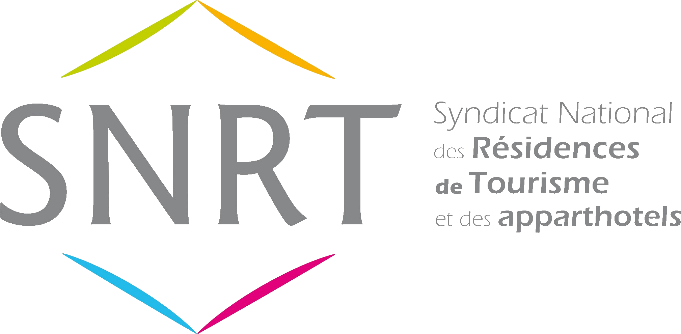 SNRT
Syndicat National
des Résidences
de Tourisme
et des apparthotels